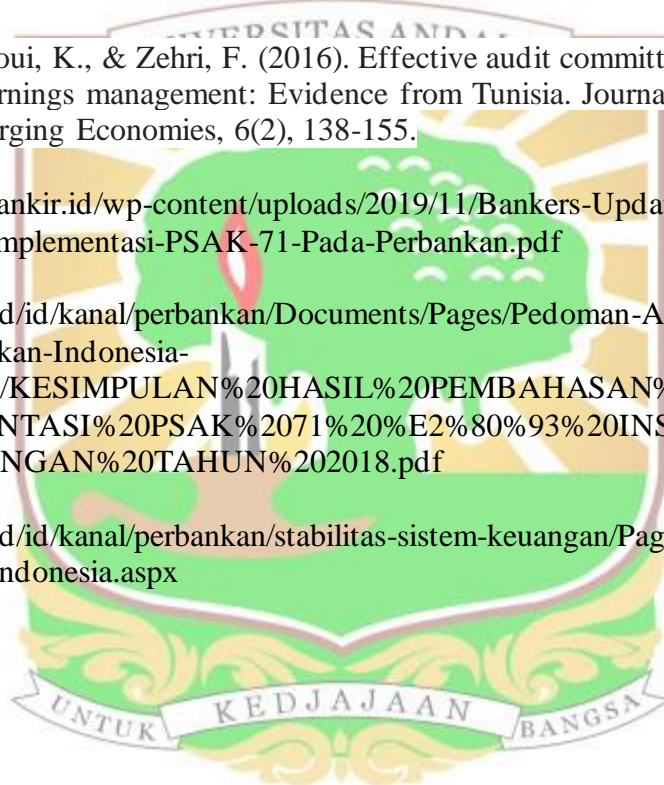 VERSITAS ANDAL
oui, K., & Zehri, F. (2016). Effective audit committ
rnings management: Evidence from Tunisia. Journa
rging Economies, 6(2), 138-155.
ankir.id/wp-content/uploads/2019/11/Bankers-Updat
mplementasi-PSAK-71-Pada-Perbankan.pdf
d/id/kanal/perbankan/Documents/Pages/Pedoman-A
kan-Indonesia-
/KESIMPULAN%20HASIL%20PEMBAHASAN%
NTASI%20PSAK%2071%20%E2%80%93%20INS
NGAN%20TAHUN%202018.pdf
d/id/kanal/perbankan/stabilitas-sistem-keuangan/Pag
ndonesia.aspx
UNTUK KEDJAJAAN BANGSA